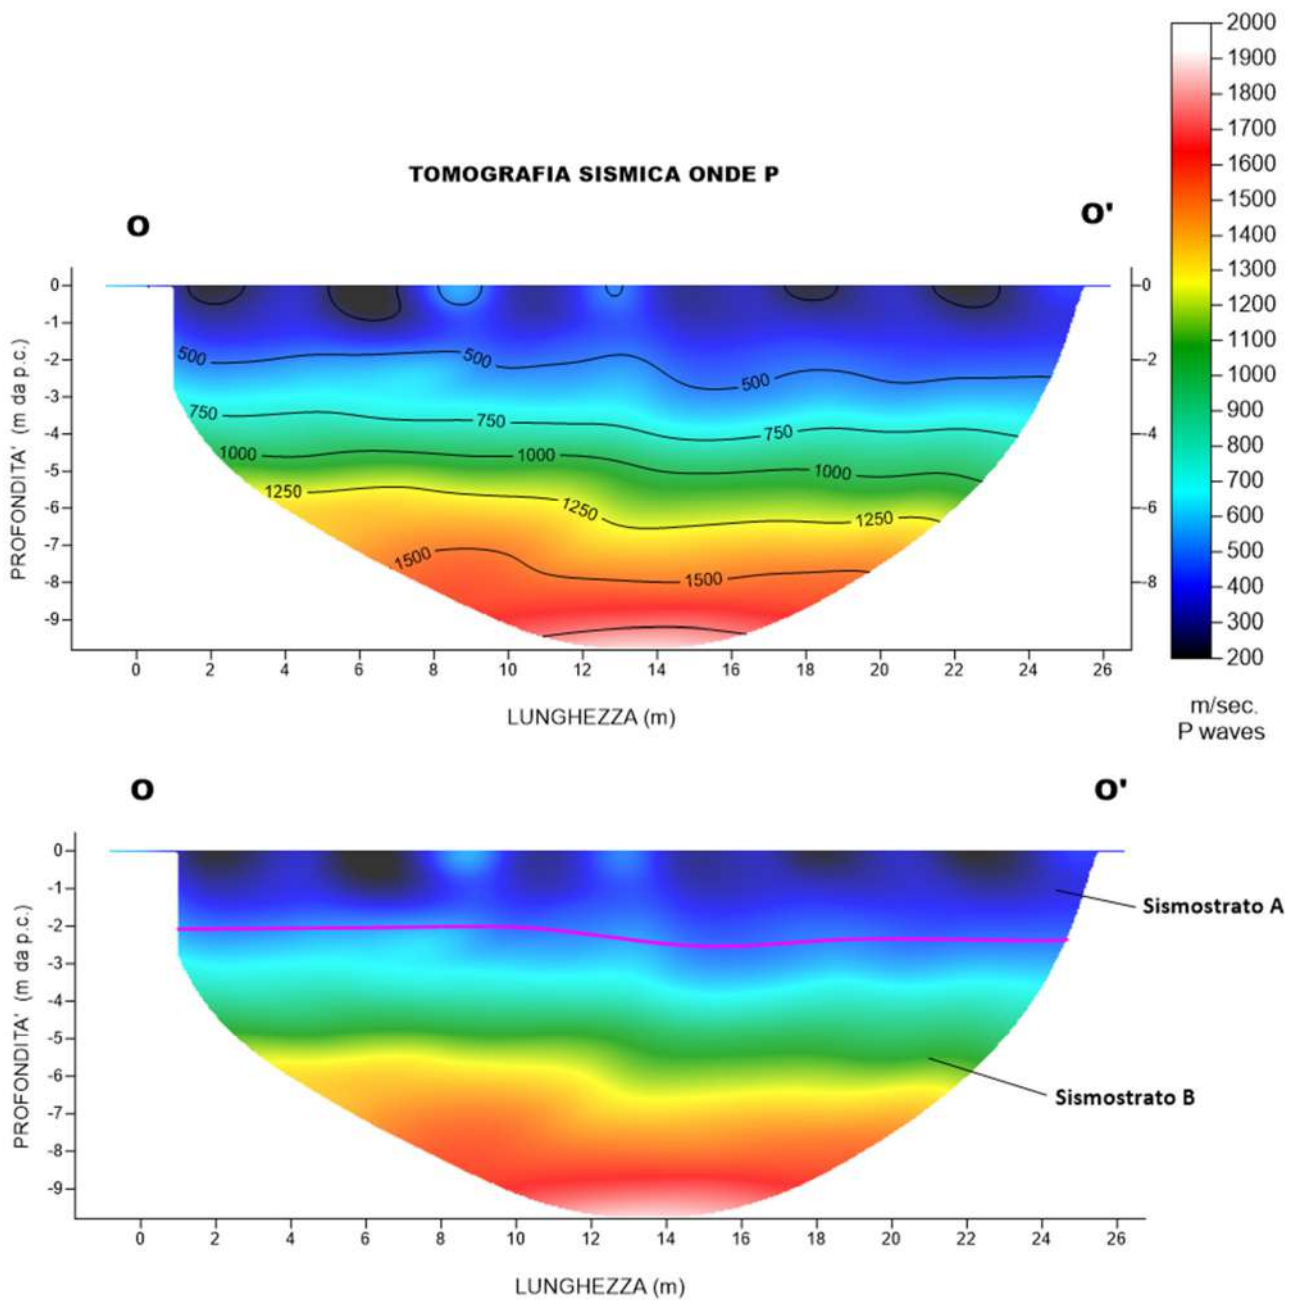 2000
1900
1800
1700
1600
1500
1400
1300
1200
1100
1000
900
800
700
600
500
400
300
200
m/sec.
P waves
TOMOGRAFIA SISMICA ONDE P
O O'
PROFONDITA' (m da p.c.)
0
-1
-2
-3
-4
-5
-6
-7
-8
-9
500 500 500
750 750 750
1000 1000 1000
1250 1250 1250
1500 1500
0
-2
-4
-6
-8
0 2 4 6 8 10 12 14 16 18 20 22 24 26
LUNGHEZZA (m)
O O'
PROFONDITA' (m da p.c.)
0
-1
-2
-3
-4
-5
-6
-7
-8
-9
Sismostrato A
Sismostrato B
0 2 4 6 8 10 12 14 16 18 20 22 24 26
LUNGHEZZA (m)